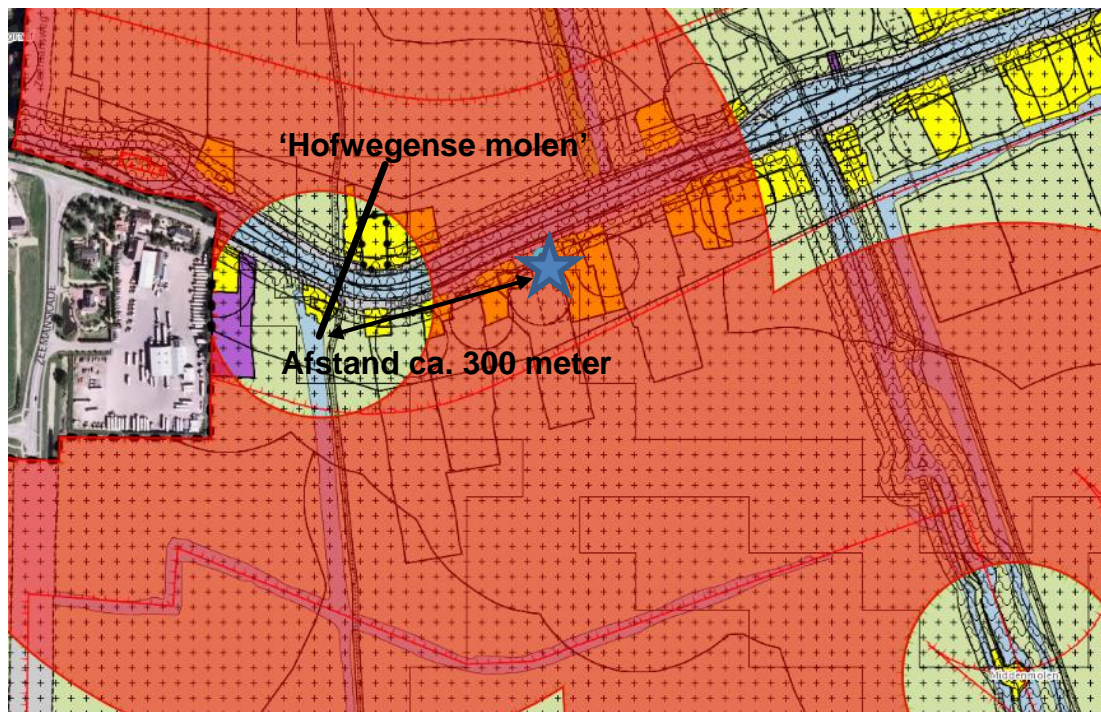 ‘Hofwegense molen’
Afstand ca. 300 meter
ZEEMANSKADE
Middenmolen